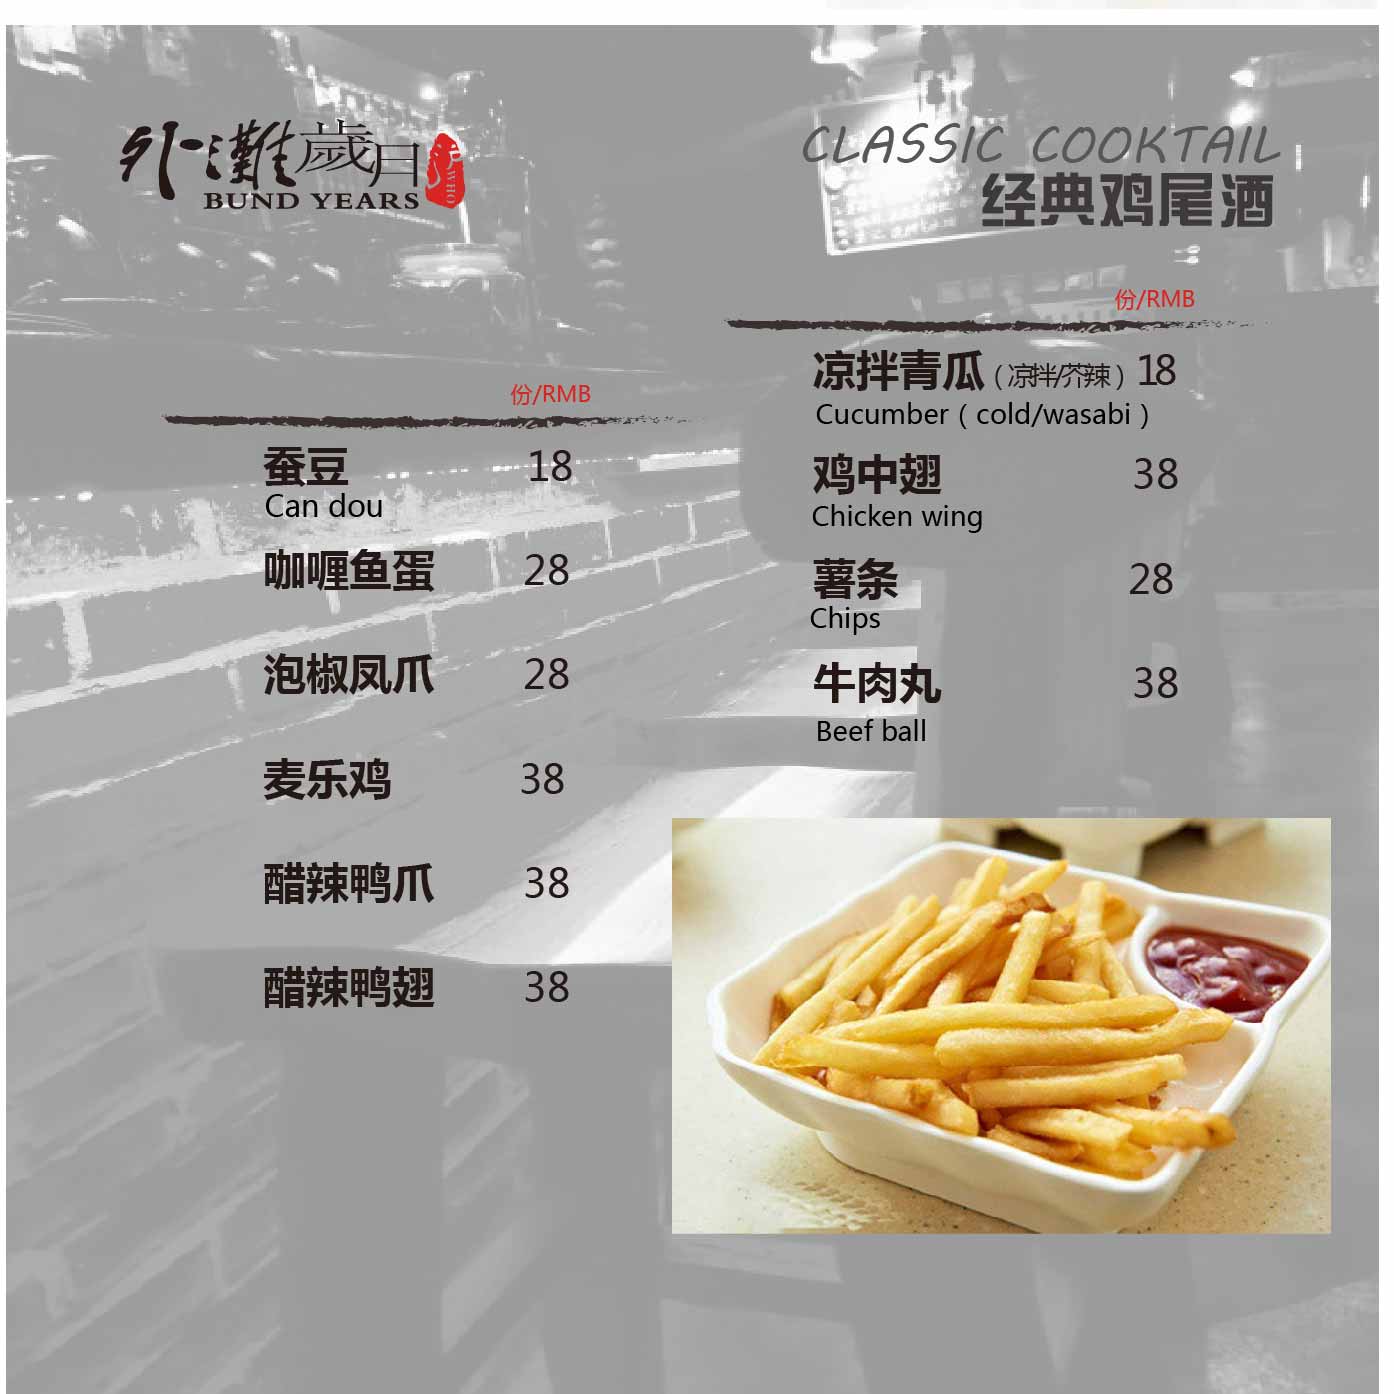 外灘歲月
WHO
BUND YEARS
份/RMB
蚕豆 18
Can dou
咖喱鱼蛋 28
泡椒凤爪 28
麦乐鸡 38
醋辣鸭爪 38
醋辣鸭翅 38
CLASSIC COOKTAIL
经典鸡尾酒
份/RMB
凉拌青瓜（凉拌/芥辣） 18
Cucumber（cold/wasabi）
鸡中翅 38
Chicken wing
薯条 28
Chips
牛肉丸 38
Beef ball